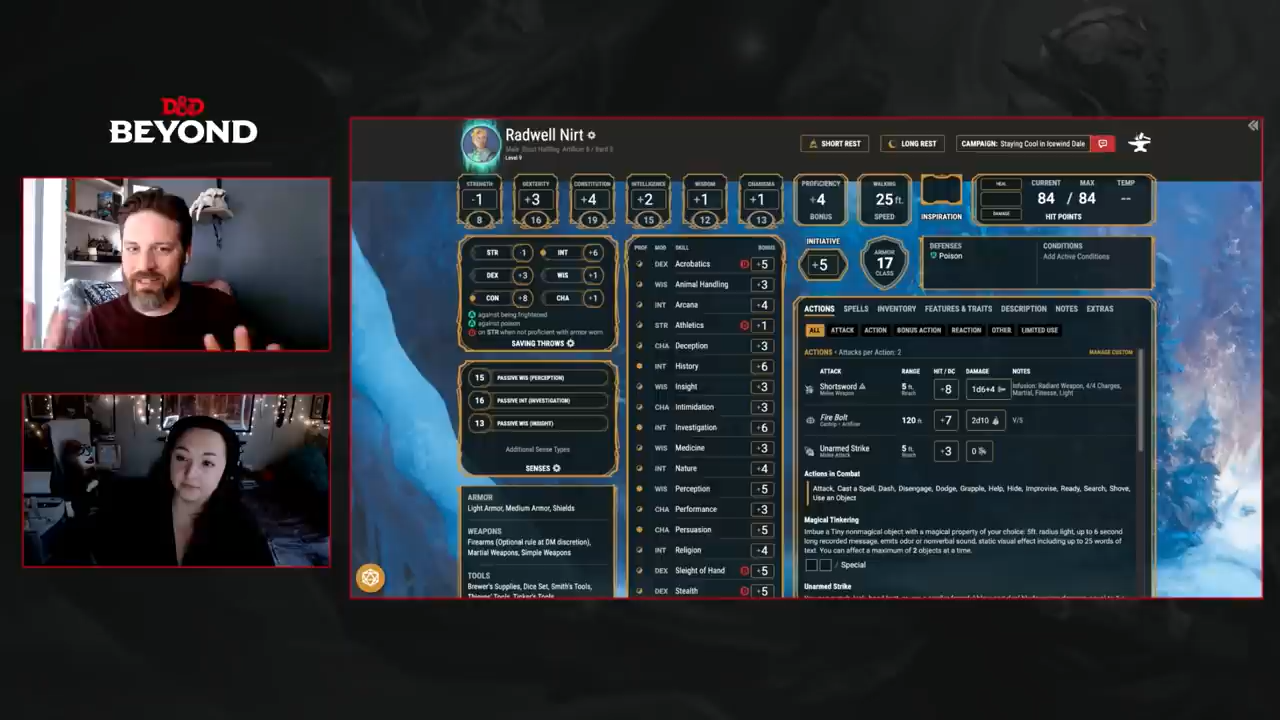 D&D
BEYOND
Radwell Nirt
Male Stout Halfling Artificer 8 / Bard 1
Level 9
SHORT REST
LONG REST
CAMPAIGN: Staying Cool in Icewind Dale
STRENGTH
-1
8
DEXTERITY
+3
16
CONSTITUTION
+4
19
INTELLIGENCE
+2
15
WISDOM
+1
12
CHARISMA
+1
13
PROFICIENCY
+4
BONUS
WALKING
25 ft.
SPEED
INSPIRATION
HEAL
DAMAGE
CURRENT MAX TEMP
84 / 84 --
HIT POINTS
STR -1
INT +6
DEX +3
WIS +1
CON +8
CHA +1
against being frightened
against poison
on STR when not proficient with armor worn
SAVING THROWS
15 PASSIVE WIS (PERCEPTION)
16 PASSIVE INT (INVESTIGATION)
13 PASSIVE WIS (INSIGHT)
Additional Sense Types
SENSES
ARMOR
Light Armor, Medium Armor, Shields
WEAPONS
Firearms (Optional rule at DM discretion),
Martial Weapons, Simple Weapons
TOOLS
Brewer's Supplies, Dice Set, Smith's Tools,
Thieves' Tools, Tinker's Tools
PROF MOD SKILL BONUS
DEX Acrobatics +5
WIS Animal Handling +3
INT Arcana +4
STR Athletics +1
CHA Deception +3
INT History +6
WIS Insight +3
CHA Intimidation +3
INT Investigation +6
WIS Medicine +3
INT Nature +4
WIS Perception +5
CHA Performance +3
CHA Persuasion +5
INT Religion +4
DEX Sleight of Hand +5
DEX Stealth +5
INITIATIVE
+5
ARMOR
17
CLASS
DEFENSES
Poison
CONDITIONS
Add Active Conditions
ACTIONS SPELLS INVENTORY FEATURES & TRAITS DESCRIPTION NOTES EXTRAS
ALL ATTACK ACTION BONUS ACTION REACTION OTHER LIMITED USE
ACTIONS • Attacks per Action: 2
MANAGE CUSTOM
ATTACK RANGE HIT / DC DAMAGE NOTES
Shortsword 5 ft. +8 1d6+4 Infusion: Radiant Weapon, 4/4 Charges,
Melee Weapon Reach Martial, Finesse, Light
Fire Bolt 120 ft. +7 2d10 V/S
Cantrip • Artificer
Unarmed Strike 5 ft. +3 0
Melee Attack Reach
Actions in Combat
Attack, Cast a Spell, Dash, Disengage, Dodge, Grapple, Help, Hide, Improvise, Ready, Search, Shove,
Use an Object
Magical Tinkering
Imbue a Tiny nonmagical object with a magical property of your choice: 5ft. radius light, up to 6 second
long recorded message, emits odor or nonverbal sound, static visual effect including up to 25 words of
text. You can affect a maximum of 2 objects at a time.
/ Special
Unarmed Strike